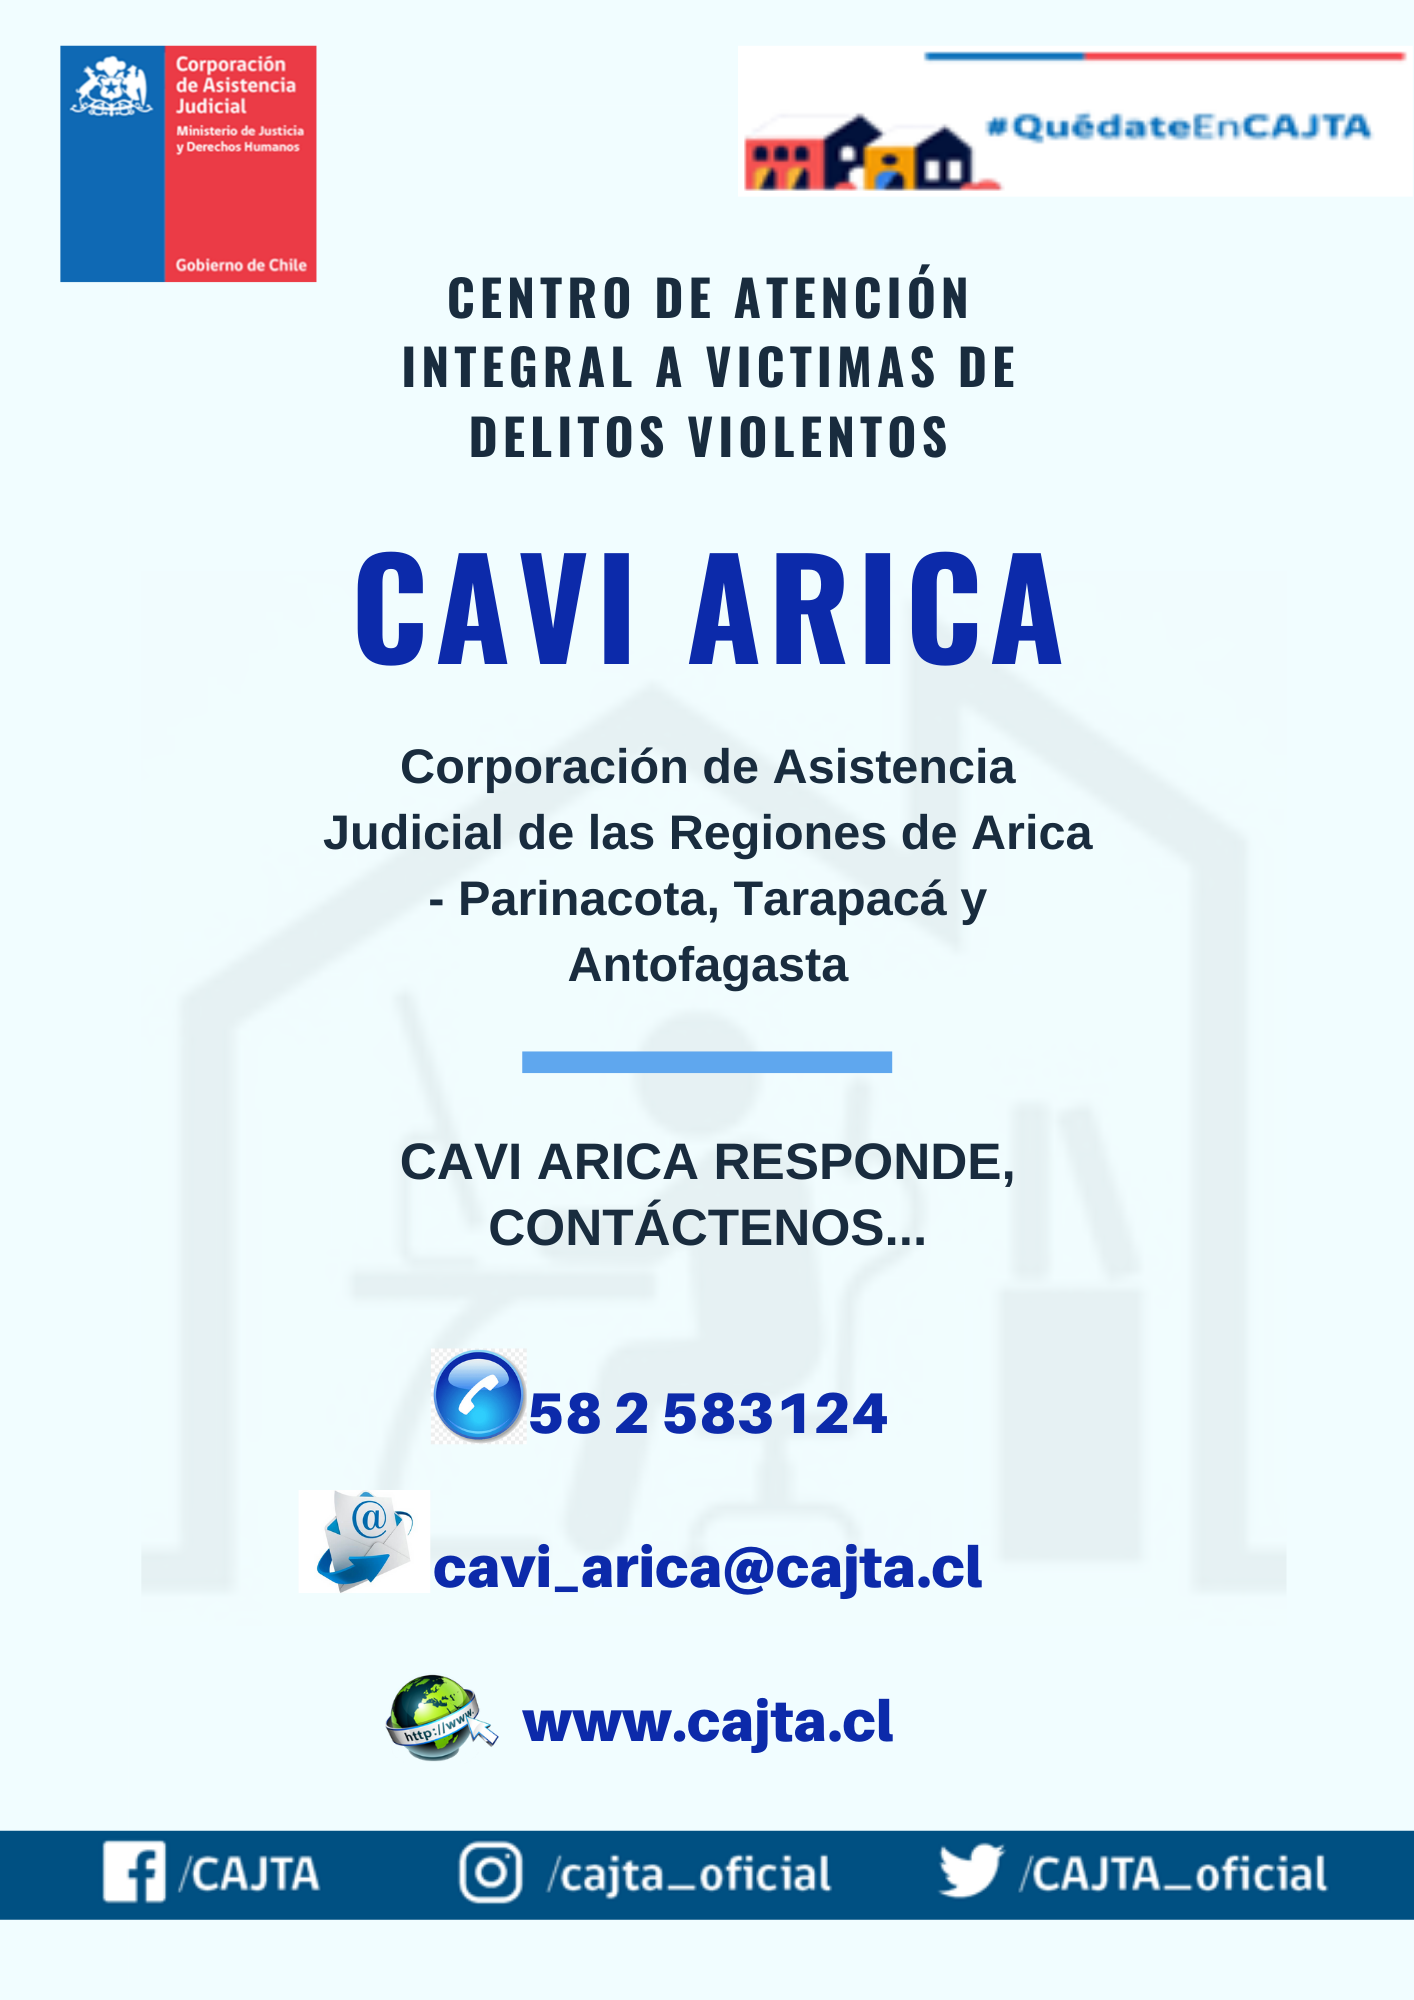 Corporación
de Asistencia
Judicial
Ministerio de Justicia
y Derechos Humanos
Gobierno de Chile
#QuédateEnCAJTA
CENTRO DE ATENCIÓN
INTEGRAL A VICTIMAS DE
DELITOS VIOLENTOS
CAVI ARICA
Corporación de Asistencia
Judicial de las Regiones de Arica
- Parinacota, Tarapacá y
Antofagasta
CAVI ARICA RESPONDE,
CONTÁCTENOS...
58 2 583124
@
cavi_arica@cajta.cl
http://www.
www.cajta.cl
/CAJTA
/cajta_oficial
/CAJTA_oficial